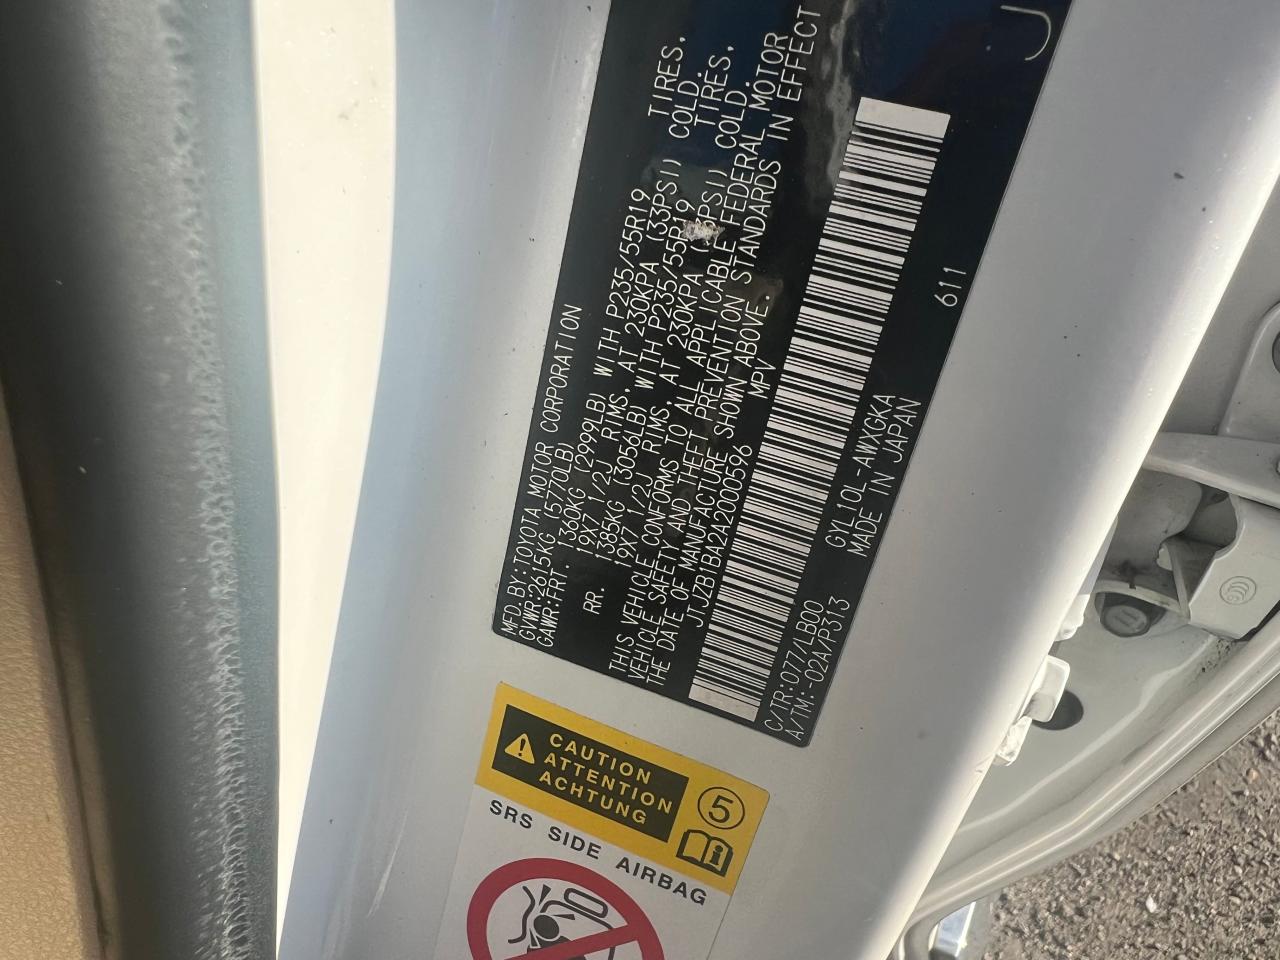 MFD.BY:TOYOTA MOTOR CORPORATION
GVWR:2615KG (5770LB)
GAWR:FRT. 1360KG (2999LB) WITH P235/55R19 TIRES,
19X7 1/2J RIMS, AT 230KPA (33PSI) COLD.
RR. 1385KG (3056LB) WITH P235/55R19 TIRES,
19X7 1/2J RIMS, AT 230KPA COLD.
THIS VEHICLE CONFORMS TO ALL APPLICABLE FEDERAL MOTOR
VEHICLE SAFETY AND THEFT PREVENTION STANDARDS IN EFFECT
THE DATE OF MANUFACTURE SHOWN ABOVE.
JTJZB1BA2A2000596 MPV
C/TR:077/LB00 GYL10L-AWXGKA 611
A/TM:-02A/P313 MADE IN JAPAN
J
CAUTION
ATTENTION
ACHTUNG
5
SRS SIDE AIRBAG